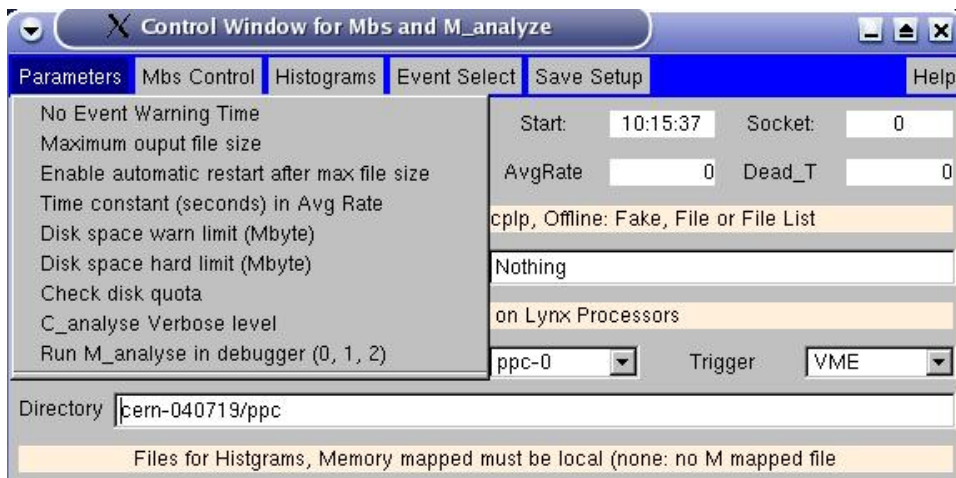 X Control Window for Mbs and M_analyze
Parameters Mbs Control Histograms Event Select Save Setup Help
No Event Warning Time
Maximum ouput file size
Enable automatic restart after max file size
Time constant (seconds) in Avg Rate
Disk space warn limit (Mbyte)
Disk space hard limit (Mbyte)
Check disk quota
C_analyse Verbose level
Run M_analyse in debugger (0, 1, 2)
Start: 10:15:37 Socket: 0
AvgRate 0 Dead_T 0
cplp, Offline: Fake, File or File List
Nothing
on Lynx Processors
ppc-0 Trigger VME
Directory cern-040719/ppc
Files for Histgrams, Memory mapped must be local (none: no M mapped file